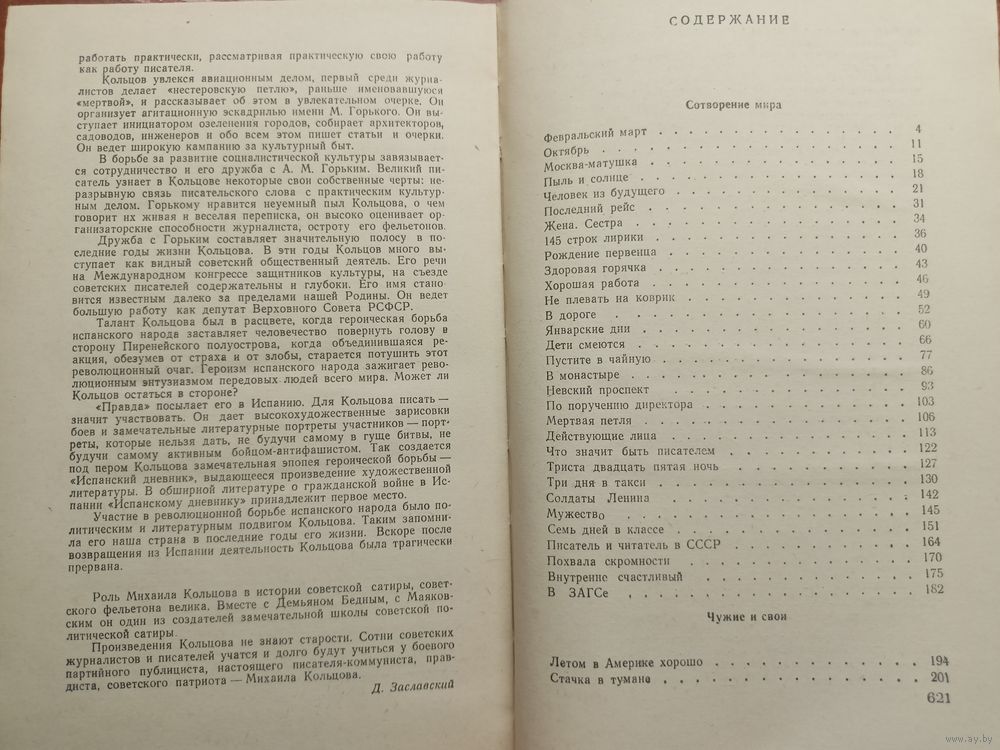 работать практически, рассматривая практическую свою работу
как работу писателя.
Кольцов увлекся авиационным делом, первый среди журна-
листов делает «нестеровскую петлю», раньше именовавшуюся
«мертвой», и рассказывает об этом в увлекательном очерке. Он
организует агитационную эскадрилью имени М. Горького. Он вы-
ступает инициатором озеленения городов, собирает архитекторов,
садоводов, инженеров и обо всем этом пишет статьи и очерки.
Он ведет широкую кампанию за культурный быт.
В борьбе за развитие социалистической культуры завязывает-
ся сотрудничество и его дружба с А. М. Горьким. Великий пи-
сатель узнает в Кольцове некоторые свои собственные черты: не-
разрывную связь писательского слова с практическим культур-
ным делом. Горькому нравится неуемный пыл Кольцова, о чем
говорит их живая и веселая переписка, он высоко оценивает ор-
ганизаторские способности журналиста, остроту его фельетонов.
Дружба с Горьким составляет значительную полосу в по-
следние годы жизни Кольцова. В эти годы Кольцов много вы-
ступает как видный советский общественный деятель. Его речи
на Международном конгрессе защитников культуры, на съезде
советских писателей содержательны и глубоки. Его имя стано-
вится известным далеко за пределами нашей Родины. Он ведет
большую работу как депутат Верховного Совета РСФСР.
Талант Кольцова был в расцвете, когда героическая борьба
испанского народа заставляет человечество повернуть голову в
сторону Пиренейского полуострова, когда объединившаяся ре-
акция, обезумев от страха и от злобы, старается потушить этот
революционный очаг. Героизм испанского народа зажигает рево-
люционным энтузиазмом передовых людей всего мира. Может ли
Кольцов остаться в стороне?
«Правда» посылает его в Испанию. Для Кольцова писать —
значит участвовать. Он дает высокохудожественные зарисовки
боев и замечательные литературные портреты участников — порт-
реты, которые нельзя дать, не будучи самому в гуще битвы, не
будучи самому активным бойцом-антифашистом. Так создается
под пером Кольцова замечательная эпопея героической борьбы —
«Испанский дневник», выдающееся произведение художественной
литературы. В обширной литературе о гражданской войне в Ис-
пании «Испанскому дневнику» принадлежит первое место.
Участие в революционной борьбе испанского народа было по-
литическим и литературным подвигом Кольцова. Таким запомни-
ла его наша страна в последние годы его жизни. Вскоре после
возвращения из Испании деятельность Кольцова была трагически
прервана.
Роль Михаила Кольцова в истории советской сатиры, совет-
ского фельетона велика. Вместе с Демьяном Бедным, с Маяков-
ским он один из создателей замечательной школы советской по-
литической сатиры.
Произведения Кольцова не знают старости. Сотни советских
журналистов и писателей учатся и долго будут учиться у боевого
партийного публициста, настоящего писателя-коммуниста, прав-
диста, советского патриота — Михаила Кольцова.
Д. Заславский
СОДЕРЖАНИЕ
Сотворение мира
Февральский март . . . . . . . . . . . . . . . 4
Октябрь . . . . . . . . . . . . . . . 11
Москва-матушка . . . . . . . . . . . . . . . 15
Пыль и солнце . . . . . . . . . . . . . . . 18
Человек из будущего . . . . . . . . . . . . . . 21
Последний рейс . . . . . . . . . . . . . . . 31
Жена. Сестра . . . . . . . . . . . . . . . 34
145 строк лирики . . . . . . . . . . . . . . . 36
Рождение первенца . . . . . . . . . . . . . . 40
Здоровая горячка . . . . . . . . . . . . . . . 43
Хорошая работа . . . . . . . . . . . . . . . 46
Не плевать на коврик . . . . . . . . . . . . . . 49
В дороге . . . . . . . . . . . . . . . 52
Январские дни . . . . . . . . . . . . . . . 60
Дети смеются . . . . . . . . . . . . . . . 66
Пустите в чайную . . . . . . . . . . . . . . . 77
В монастыре . . . . . . . . . . . . . . . 86
Невский проспект . . . . . . . . . . . . . . . 93
По поручению директора . . . . . . . . . . . . 103
Мертвая петля . . . . . . . . . . . . . . . 106
Действующие лица . . . . . . . . . . . . . . 113
Что значит быть писателем . . . . . . . . . . . . 122
Триста двадцать пятая ночь . . . . . . . . . . . 127
Три дня в такси . . . . . . . . . . . . . . . 130
Солдаты Ленина . . . . . . . . . . . . . . . 142
Мужество . . . . . . . . . . . . . . . 145
Семь дней в классе . . . . . . . . . . . . . . 151
Писатель и читатель в СССР . . . . . . . . . . . 164
Похвала скромности . . . . . . . . . . . . . . 170
Внутренне счастливый . . . . . . . . . . . . . 175
В ЗАГСе . . . . . . . . . . . . . . . 182
Чужие и свои
Летом в Америке хорошо . . . . . . . . . . . . 194
Стачка в тумане . . . . . . . . . . . . . . . 201
621
www.ay.by